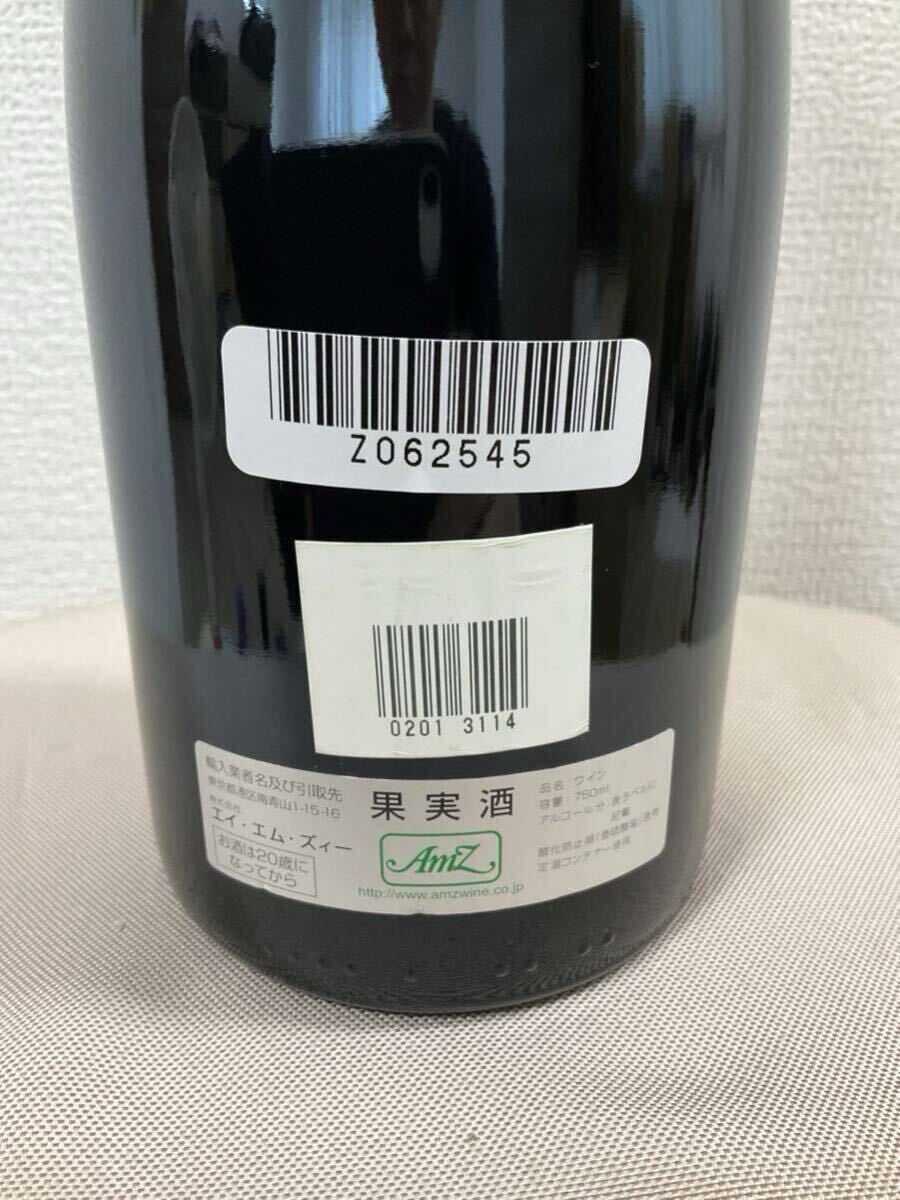 Z062545
0201 3114
輸入業者名及び引取先
東京都港区南青山1-15-16
株式会社
エイ・エム・ズィー
お酒は20歳に
なってから
果実酒
AmZ
http://www.amzwine.co.jp
品名 ワイン
容量 750ml
アルコール分:表ラベルに
記載
酸化防止剤(亜硫酸塩)含有
定温コンテナー使用